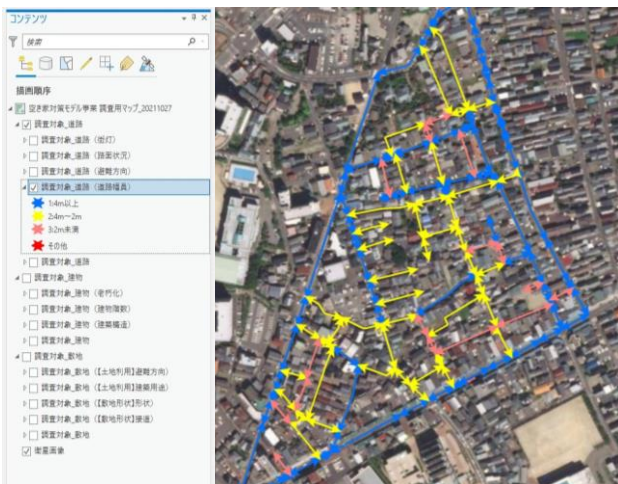 コンテンツ
検索
描画順序
空き家対策モデル事業 調査用マップ_20211027
調査対象_道路
調査対象_道路（街灯）
調査対象_道路（路面状況）
調査対象_道路（避難方向）
調査対象_道路（道路幅員）
1:4m以上
2:4m～2m
3:2m未満
その他
調査対象_道路
調査対象_建物
調査対象_建物（老朽化）
調査対象_建物（建物階数）
調査対象_建物（建築構造）
調査対象_建物
調査対象_敷地
調査対象_敷地（【土地利用】避難方向）
調査対象_敷地（【土地利用】建築用途）
調査対象_敷地（【敷地形状】形状）
調査対象_敷地（【敷地形状】接道）
調査対象_敷地
衛星画像